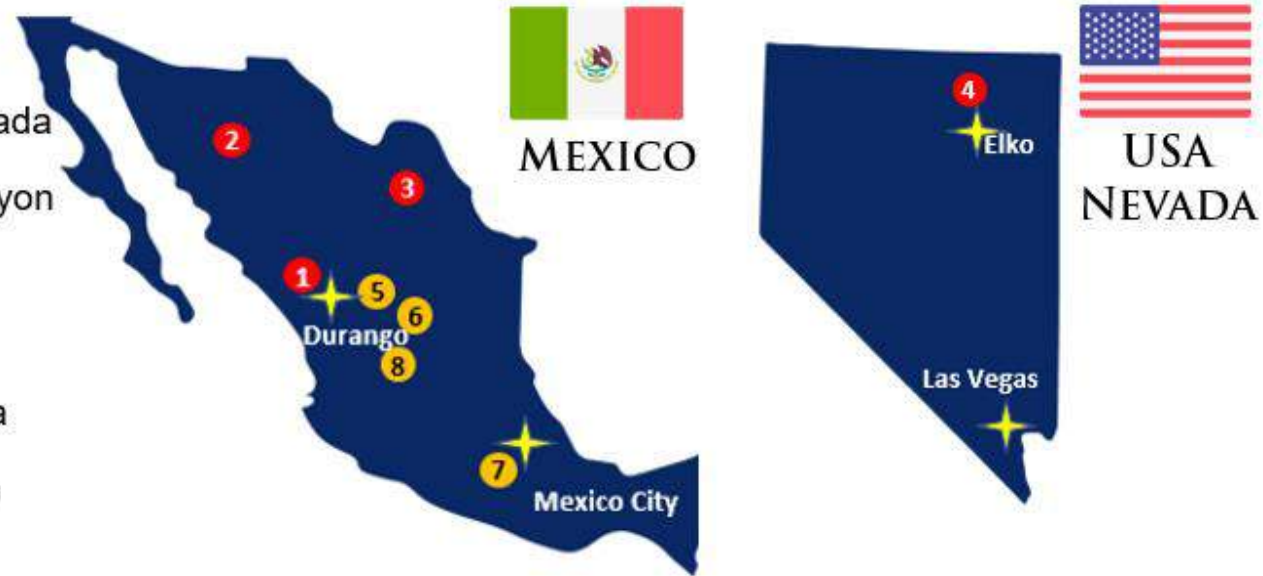 ada
yon
a
MEXICO
2
3
1
5
6
Durango
8
7
Mexico City
4
Elko
USA
NEVADA
Las Vegas